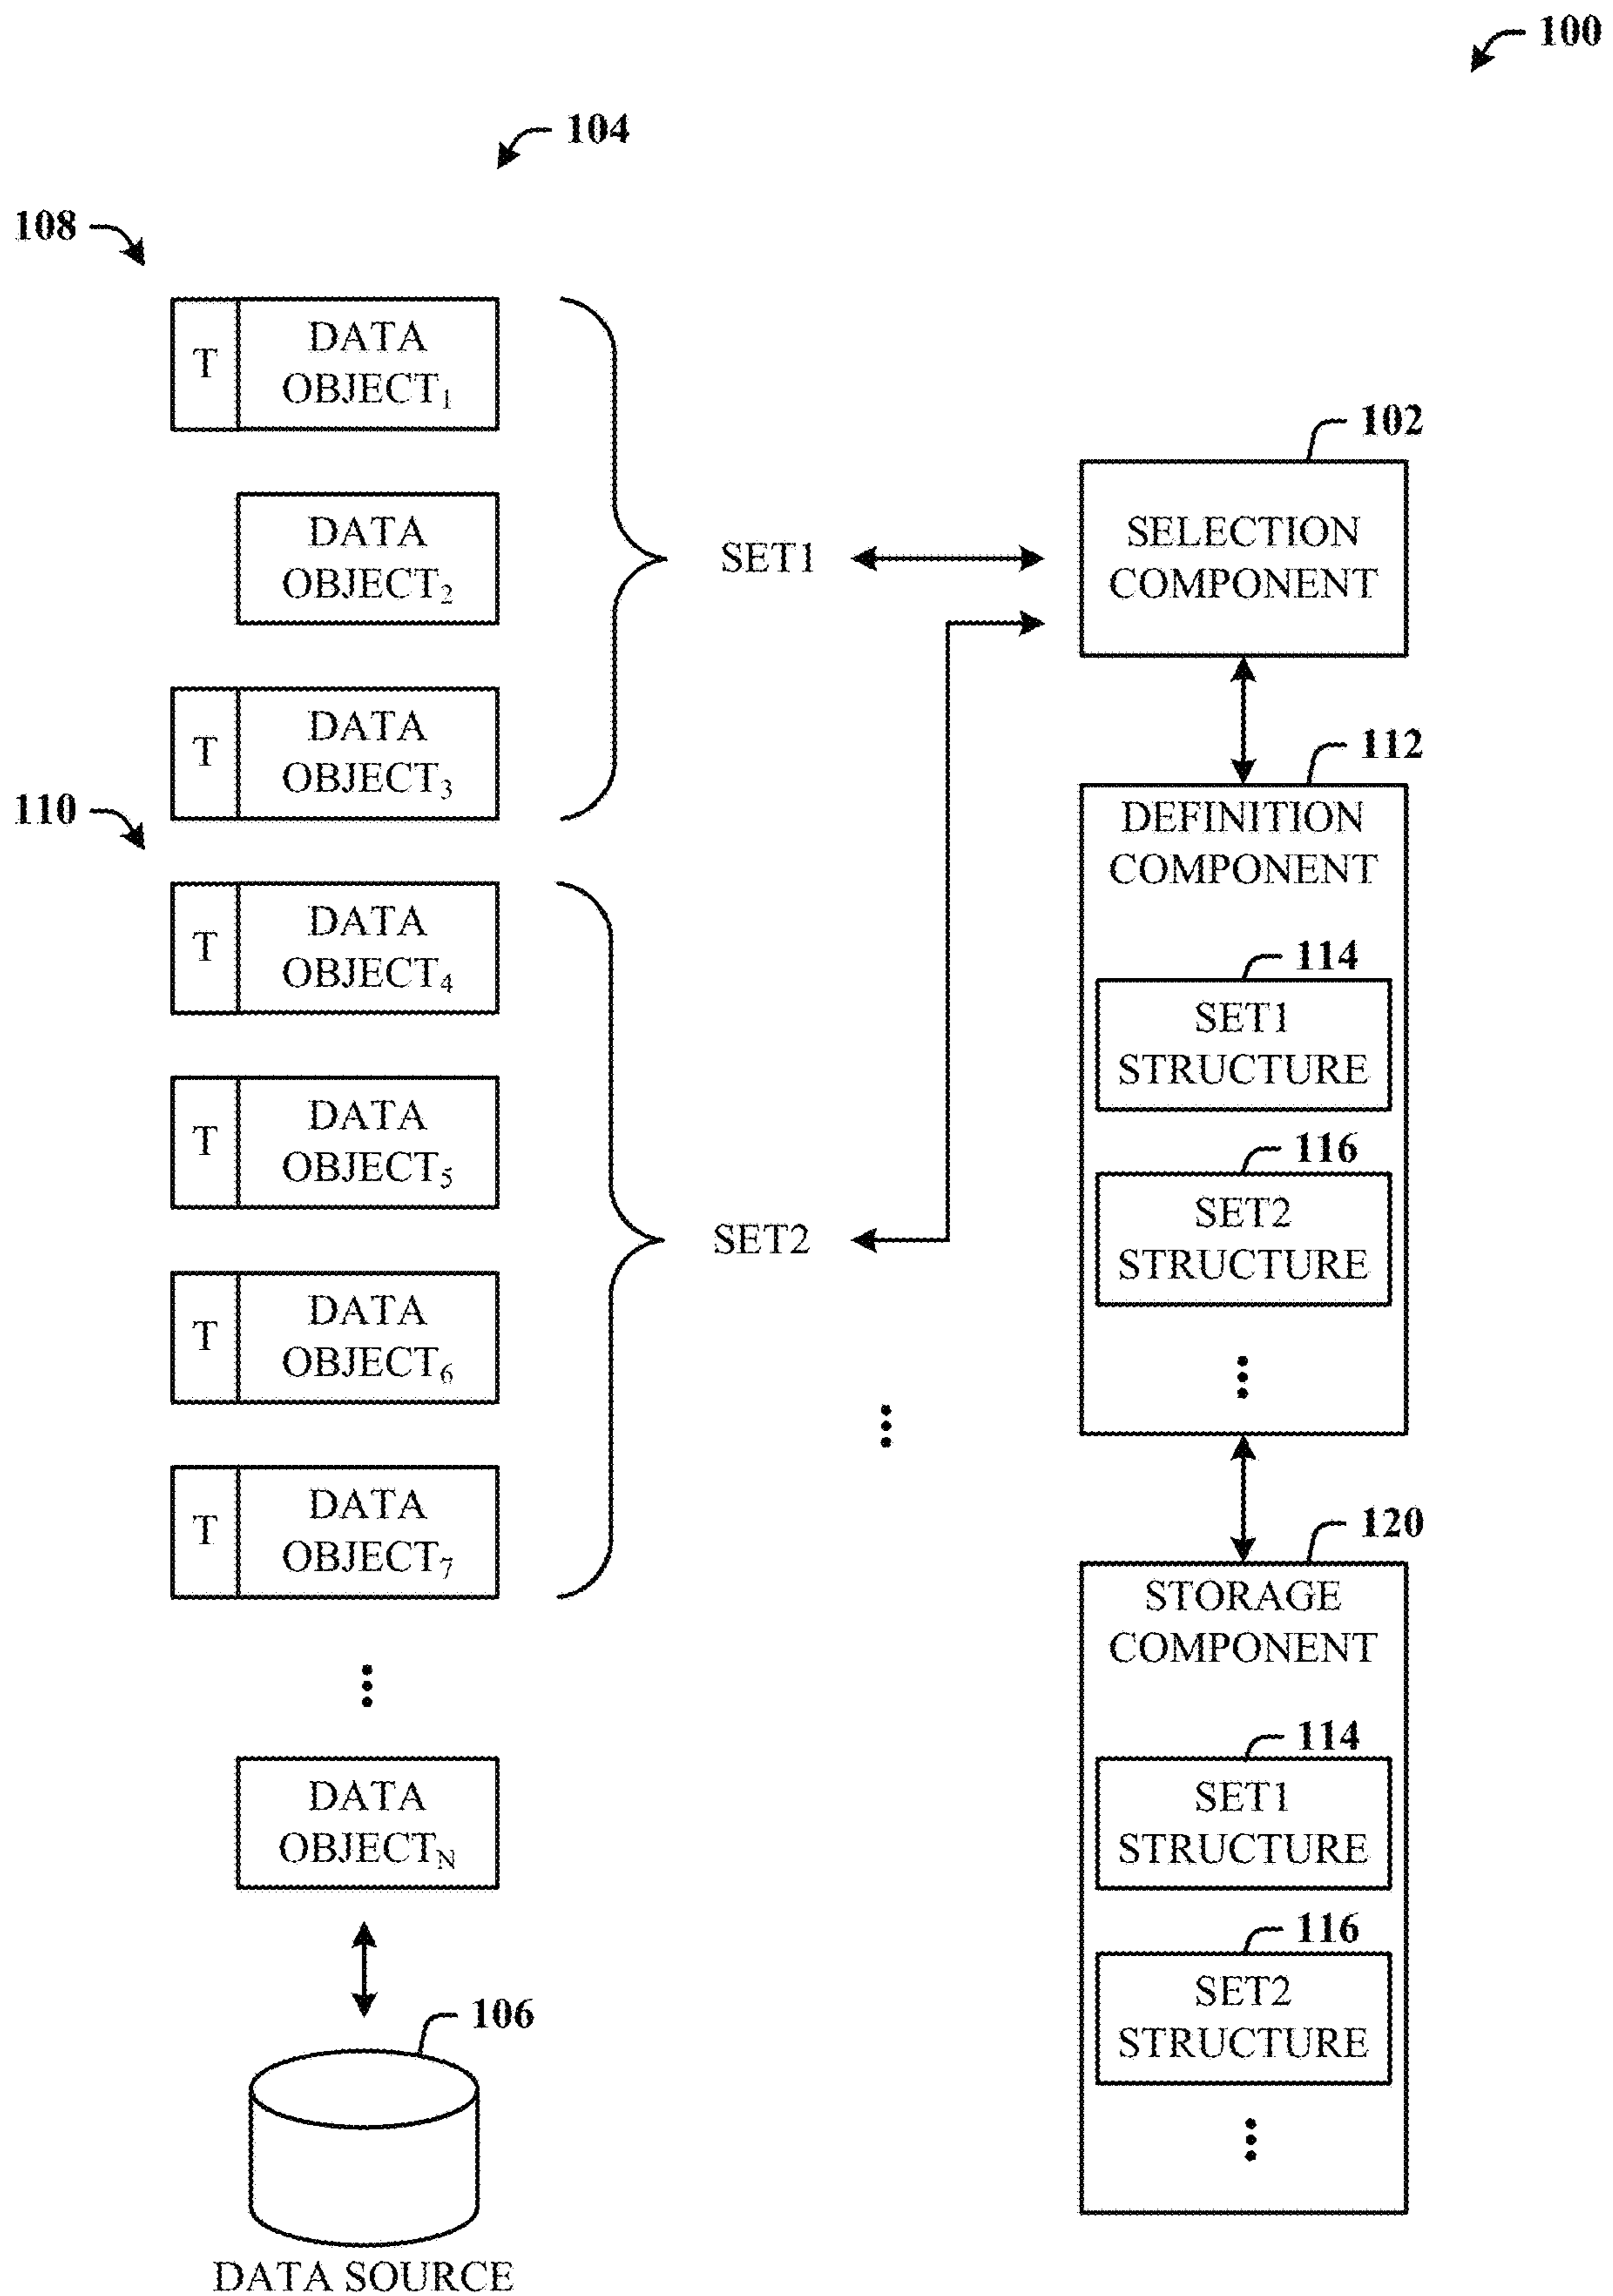 100
104
108
T
DATA
OBJECT1
DATA
OBJECT2
T
DATA
OBJECT3
SET1
110
T
DATA
OBJECT4
T
DATA
OBJECT5
T
DATA
OBJECT6
T
DATA
OBJECT7
SET2
DATA
OBJECTN
106
DATA SOURCE
102
SELECTION
COMPONENT
112
DEFINITION
COMPONENT
114
SET1
STRUCTURE
116
SET2
STRUCTURE
120
STORAGE
COMPONENT
114
SET1
STRUCTURE
116
SET2
STRUCTURE